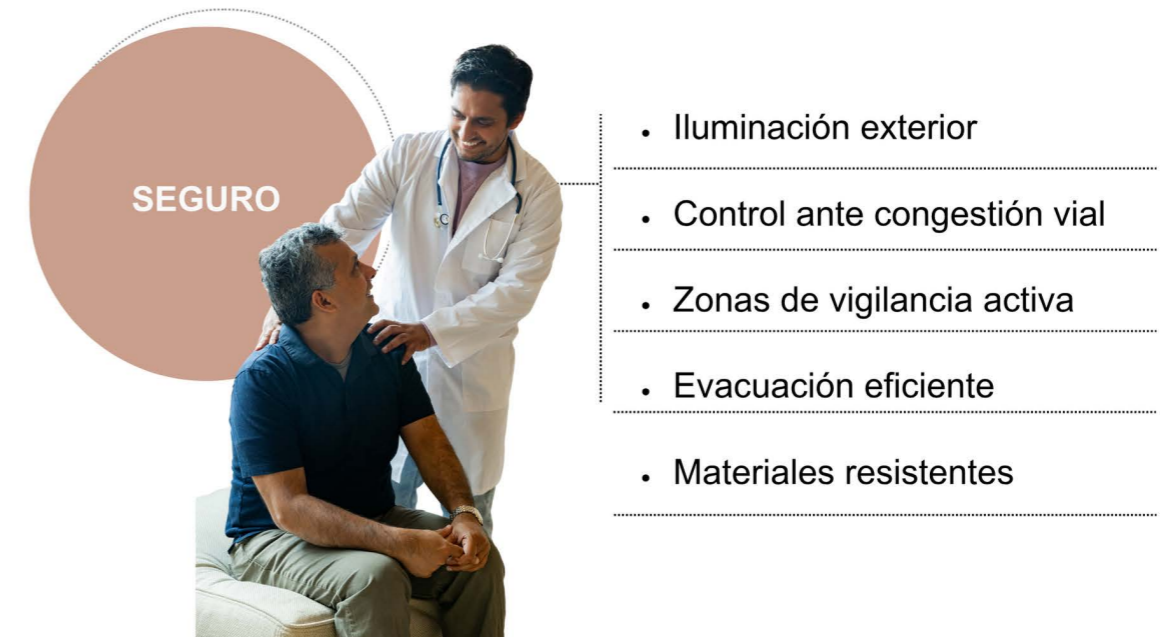 SEGURO
• Iluminación exterior
• Control ante congestión vial
• Zonas de vigilancia activa
• Evacuación eficiente
• Materiales resistentes